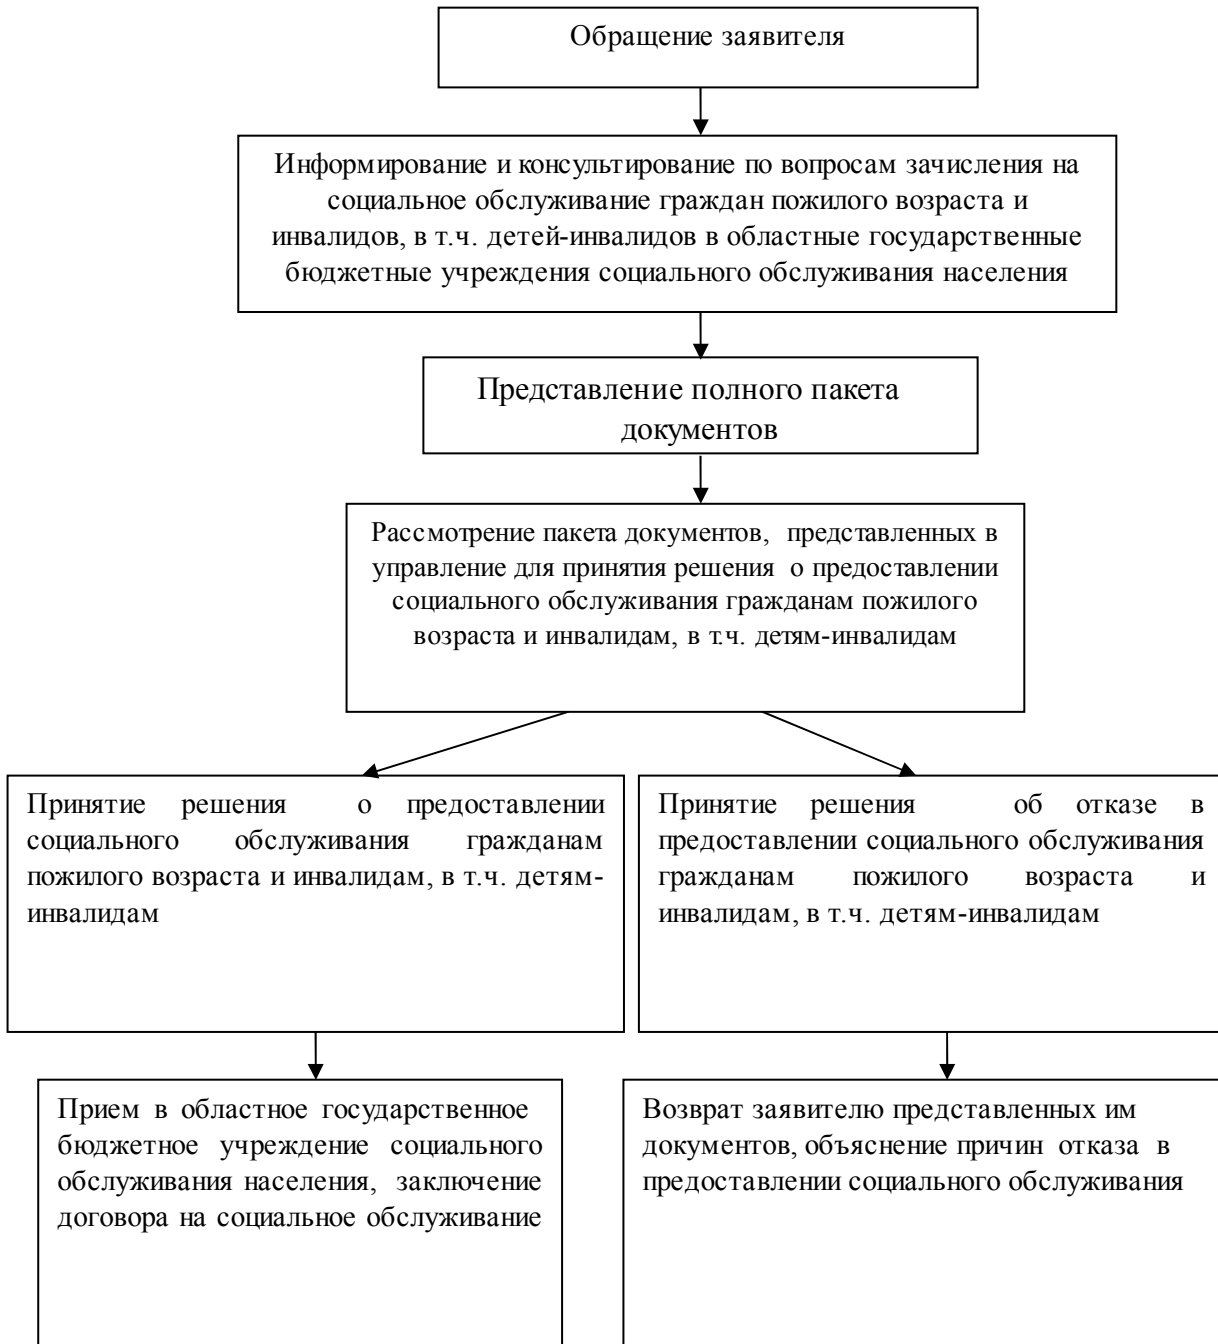 Обращение заявителя
Информирование и консультирование по вопросам зачисления на
социальное обслуживание граждан пожилого возраста и
инвалидов, в т.ч. детей-инвалидов в областные государственные
бюджетные учреждения социального обслуживания населения
Представление полного пакета
документов
Рассмотрение пакета документов, представленных в
управление для принятия решения о предоставлении
социального обслуживания гражданам пожилого
возраста и инвалидам, в т.ч. детям-инвалидам
Принятие решения о предоставлении
социального обслуживания гражданам
пожилого возраста и инвалидам, в т.ч. детям-
инвалидам
Принятие решения об отказе в
предоставлении социального обслуживания
гражданам пожилого возраста и
инвалидам, в т.ч. детям-инвалидам
Прием в областное государственное
бюджетное учреждение социального
обслуживания населения, заключение
договора на социальное обслуживание
Возврат заявителю представленных им
документов, объяснение причин отказа в
предоставлении социального обслуживания